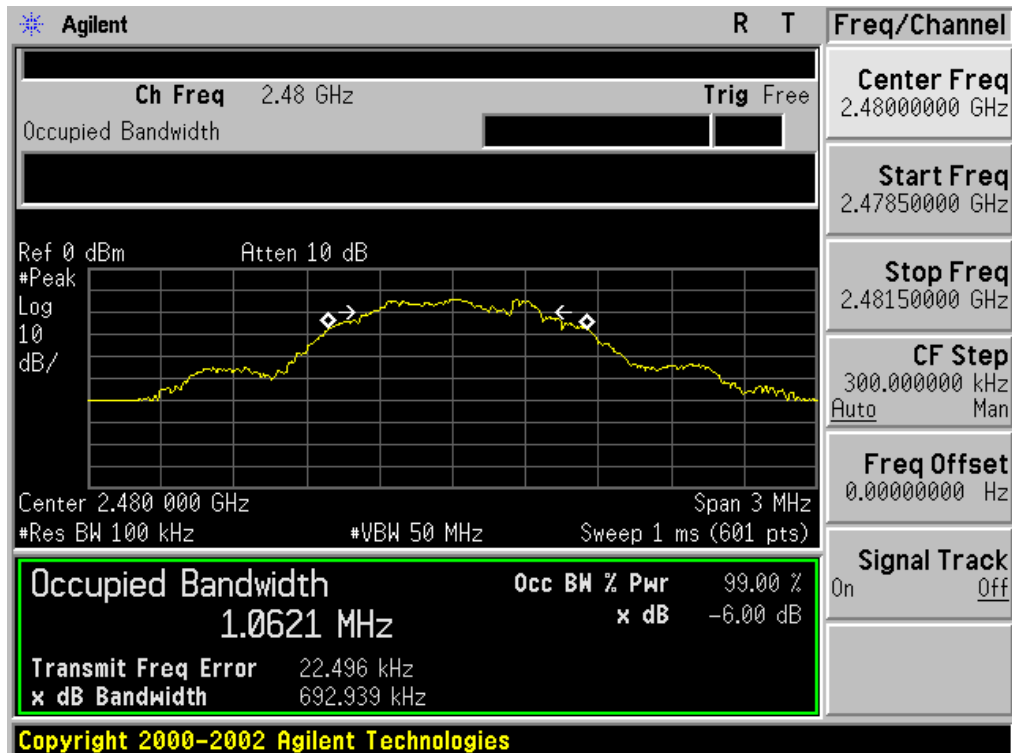 Agilent R T Freq/Channel
Ch Freq 2.48 GHz Trig Free
Occupied Bandwidth
Center Freq
2.48000000 GHz
Start Freq
2.47850000 GHz
Stop Freq
2.48150000 GHz
CF Step
300.000000 kHz
Auto Man
Freq Offset
0.00000000 Hz
Signal Track
On Off
Ref 0 dBm Atten 10 dB
#Peak
Log
10
dB/
Center 2.480 000 GHz Span 3 MHz
#Res BW 100 kHz #VBW 50 MHz Sweep 1 ms (601 pts)
Occupied Bandwidth Occ BW % Pwr 99.00 %
1.0621 MHz x dB -6.00 dB
Transmit Freq Error 22.496 kHz
x dB Bandwidth 692.939 kHz
Copyright 2000-2002 Agilent Technologies